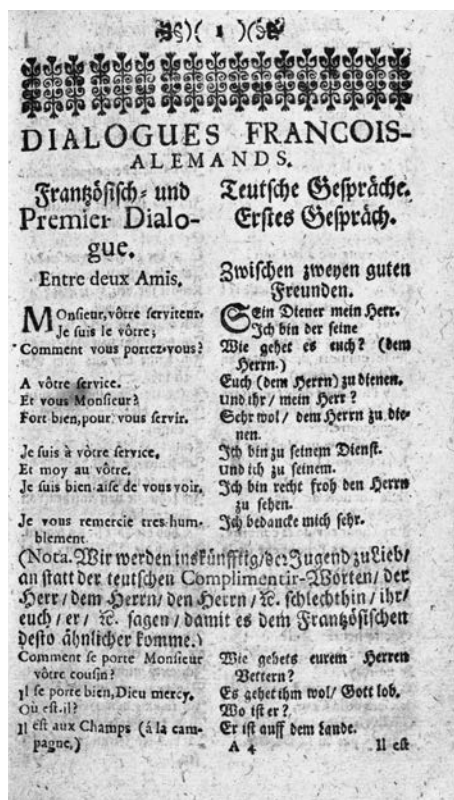 )( 1 )(
DIALOGUES FRANCOIS-
ALEMANDS.
Frantzösisch- und
Premier Dialo-
gue.
Entre deux Amis.
MOnsieur, vôtre serviteur.
Je suis le vôtre;
Comment vous portez-vous?
A vôtre service.
Et vous Monsieur?
Fort bien, pour vous servir.
Je suis à vôtre service.
Et moy au vôtre.
Je suis bien aise de vous voir.
Je vous remercie tres hum-
blement.
Teutsche Gespräche.
Erstes Gespräch.
Zwischen zweyen guten
Freunden.
SEin Diener mein Herr.
Ich bin der seine
Wie gehet es euch? (dem
Herrn.)
Euch (dem Herrn) zu dienen.
Und ihr / mein Herr?
Sehr wol / dem Herrn zu die-
nen.
Ich bin zu seinem Dienst.
Und ich zu seinem.
Ich bin recht froh den Herrn
zu sehen.
Ich bedancke mich sehr.
(Nota. Wir werden inskünfftig / der Jugend zu Lieb /
an statt der teutschen Complimentir-Wörten / der
Herr / dem Herrn / den Herrn / ꝛc. schlechthin / ihr /
euch / er / ꝛc. sagen / damit es dem Frantzösischen
desto ähnlicher komme.)
Comment se porte Monsieur
vôtre cousin?
Il se porte bien, Dieu mercy.
Où est-il?
Il est aux Champs (á la cam-
pagne.)
Wie gehets eurem Herren
Vettern?
Es gehet ihm wol / Gott lob.
Wo ist er?
Er ist auff dem Lande.
A 4
Il est